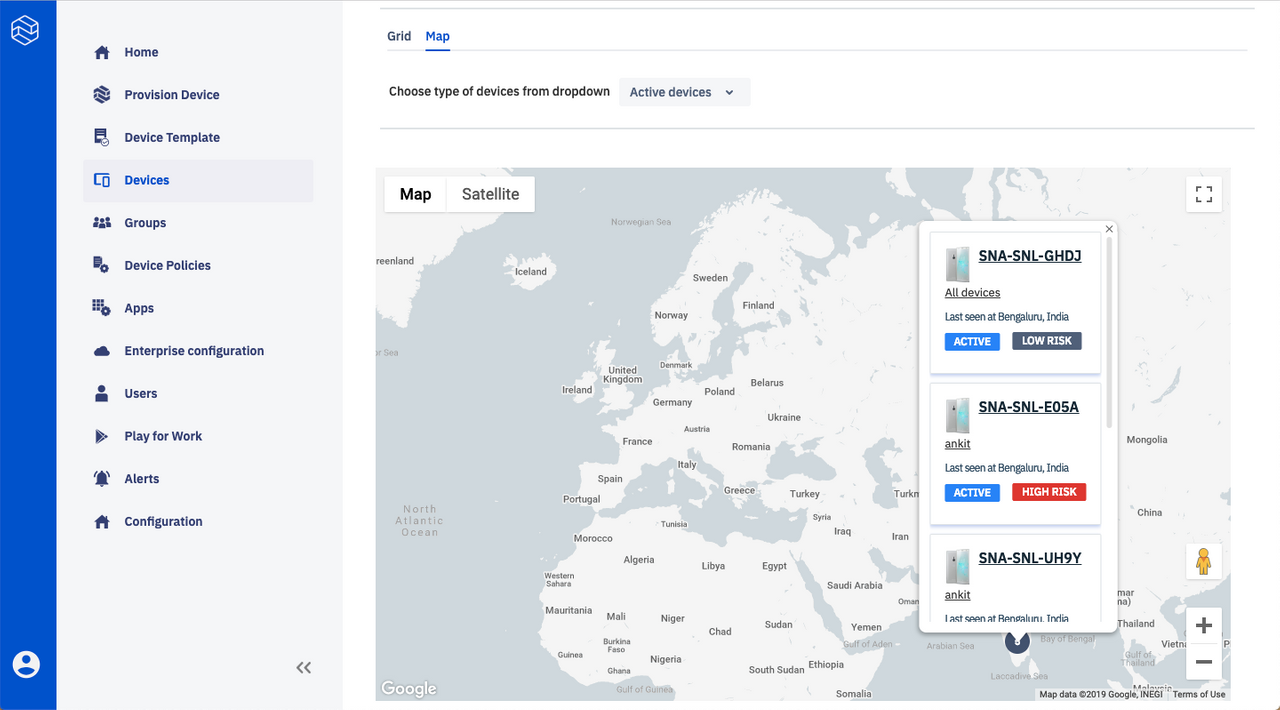 Home
Provision Device
Device Template
Devices
Groups
Device Policies
Apps
Enterprise configuration
Users
Play for Work
Alerts
Configuration
Grid
Map
Choose type of devices from dropdown
Active devices
Map
Satellite
Norwegian Sea
reenland
Iceland
Sweden
Finland
Norway
or Sea
Denmark
United
Kingdom
Ireland
Belarus
Poland
Germany
Ukraine
Austria
France
Romania
Italy
Spain
Greece
Turkey
Portugal
Turkm
North
Atlantic
Ocean
Syria
Tunisia
Iraq
Iran
Morocco
Algeria
Libya
Egypt
Western
Sahara
Saudi Arabia
Oman
Mauritania
Mali
Niger
Sudan
Yemen
Chad
Burkina
Faso
Gulf of Aden
Arabian Sea
Bay of Bengal
Guinea
Nigeria
Ethiopia
Ghana
South Sudan
Gulf of Guinea
Somalia
Laccadive Sea
Mongolia
China
mar
ma)
Thailand
Vietn
Gulf of
Thailand
Malaysia
SNA-SNL-GHDJ
All devices
Last seen at Bengaluru, India
ACTIVE
LOW RISK
SNA-SNL-E05A
ankit
Last seen at Bengaluru, India
ACTIVE
HIGH RISK
SNA-SNL-UH9Y
ankit
Last seen at Bengaluru, India
Google
Map data ©2019 Google, INEGI
Terms of Use